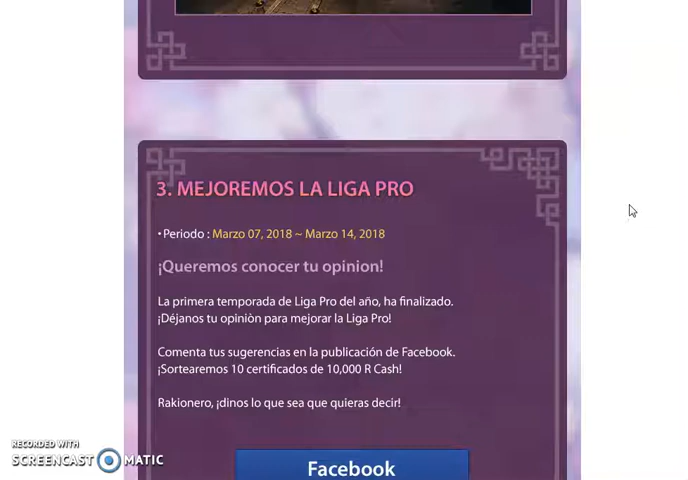 3. MEJOREMOS LA LIGA PRO
• Periodo : Marzo 07, 2018 ~ Marzo 14, 2018
¡Queremos conocer tu opinion!
La primera temporada de Liga Pro del año, ha finalizado.
¡Déjanos tu opiniòn para mejorar la Liga Pro!
Comenta tus sugerencias en la publicación de Facebook.
¡Sortearemos 10 certificados de 10,000 R Cash!
Rakionero, ¡dinos lo que sea que quieras decir!
Facebook
RECORDED WITH
SCREENCAST MATIC